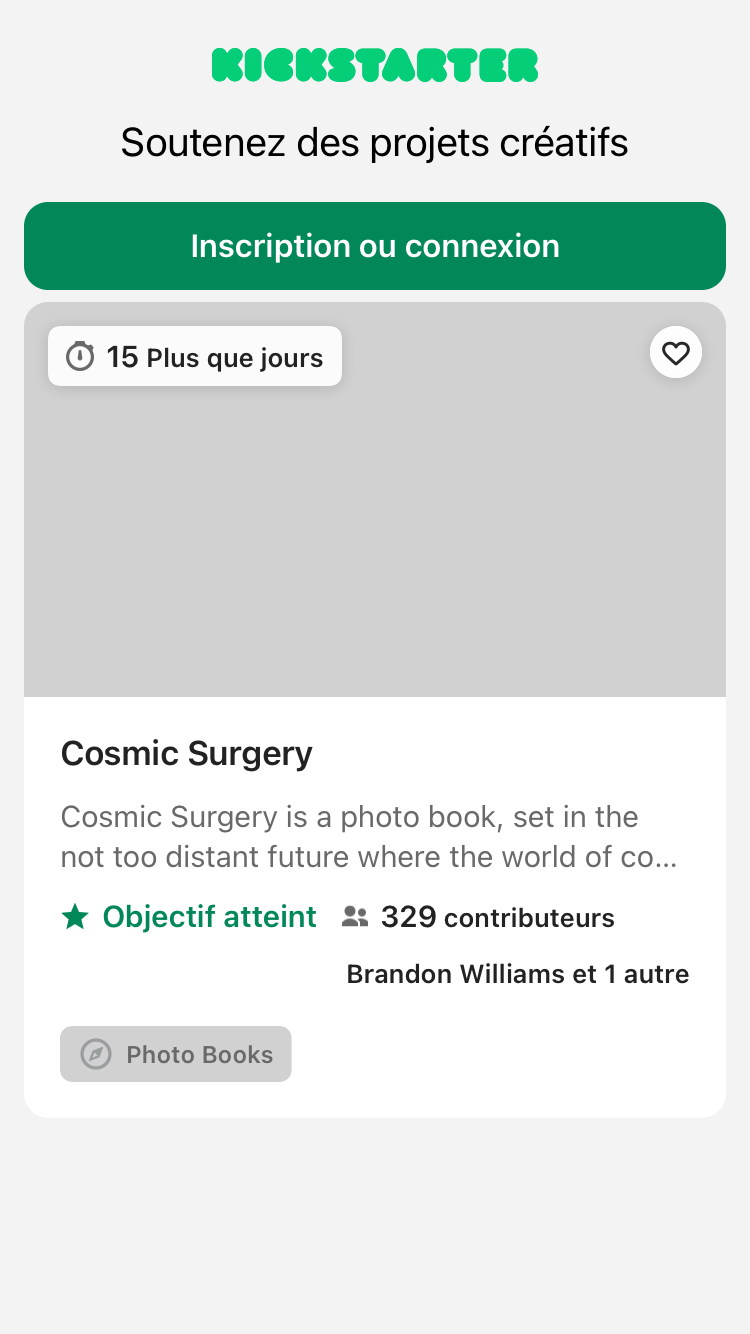 KICKSTARTER
Soutenez des projets créatifs
Inscription ou connexion
15 Plus que jours
Cosmic Surgery
Cosmic Surgery is a photo book, set in the
not too distant future where the world of co...
Objectif atteint
329 contributeurs
Brandon Williams et 1 autre
Photo Books